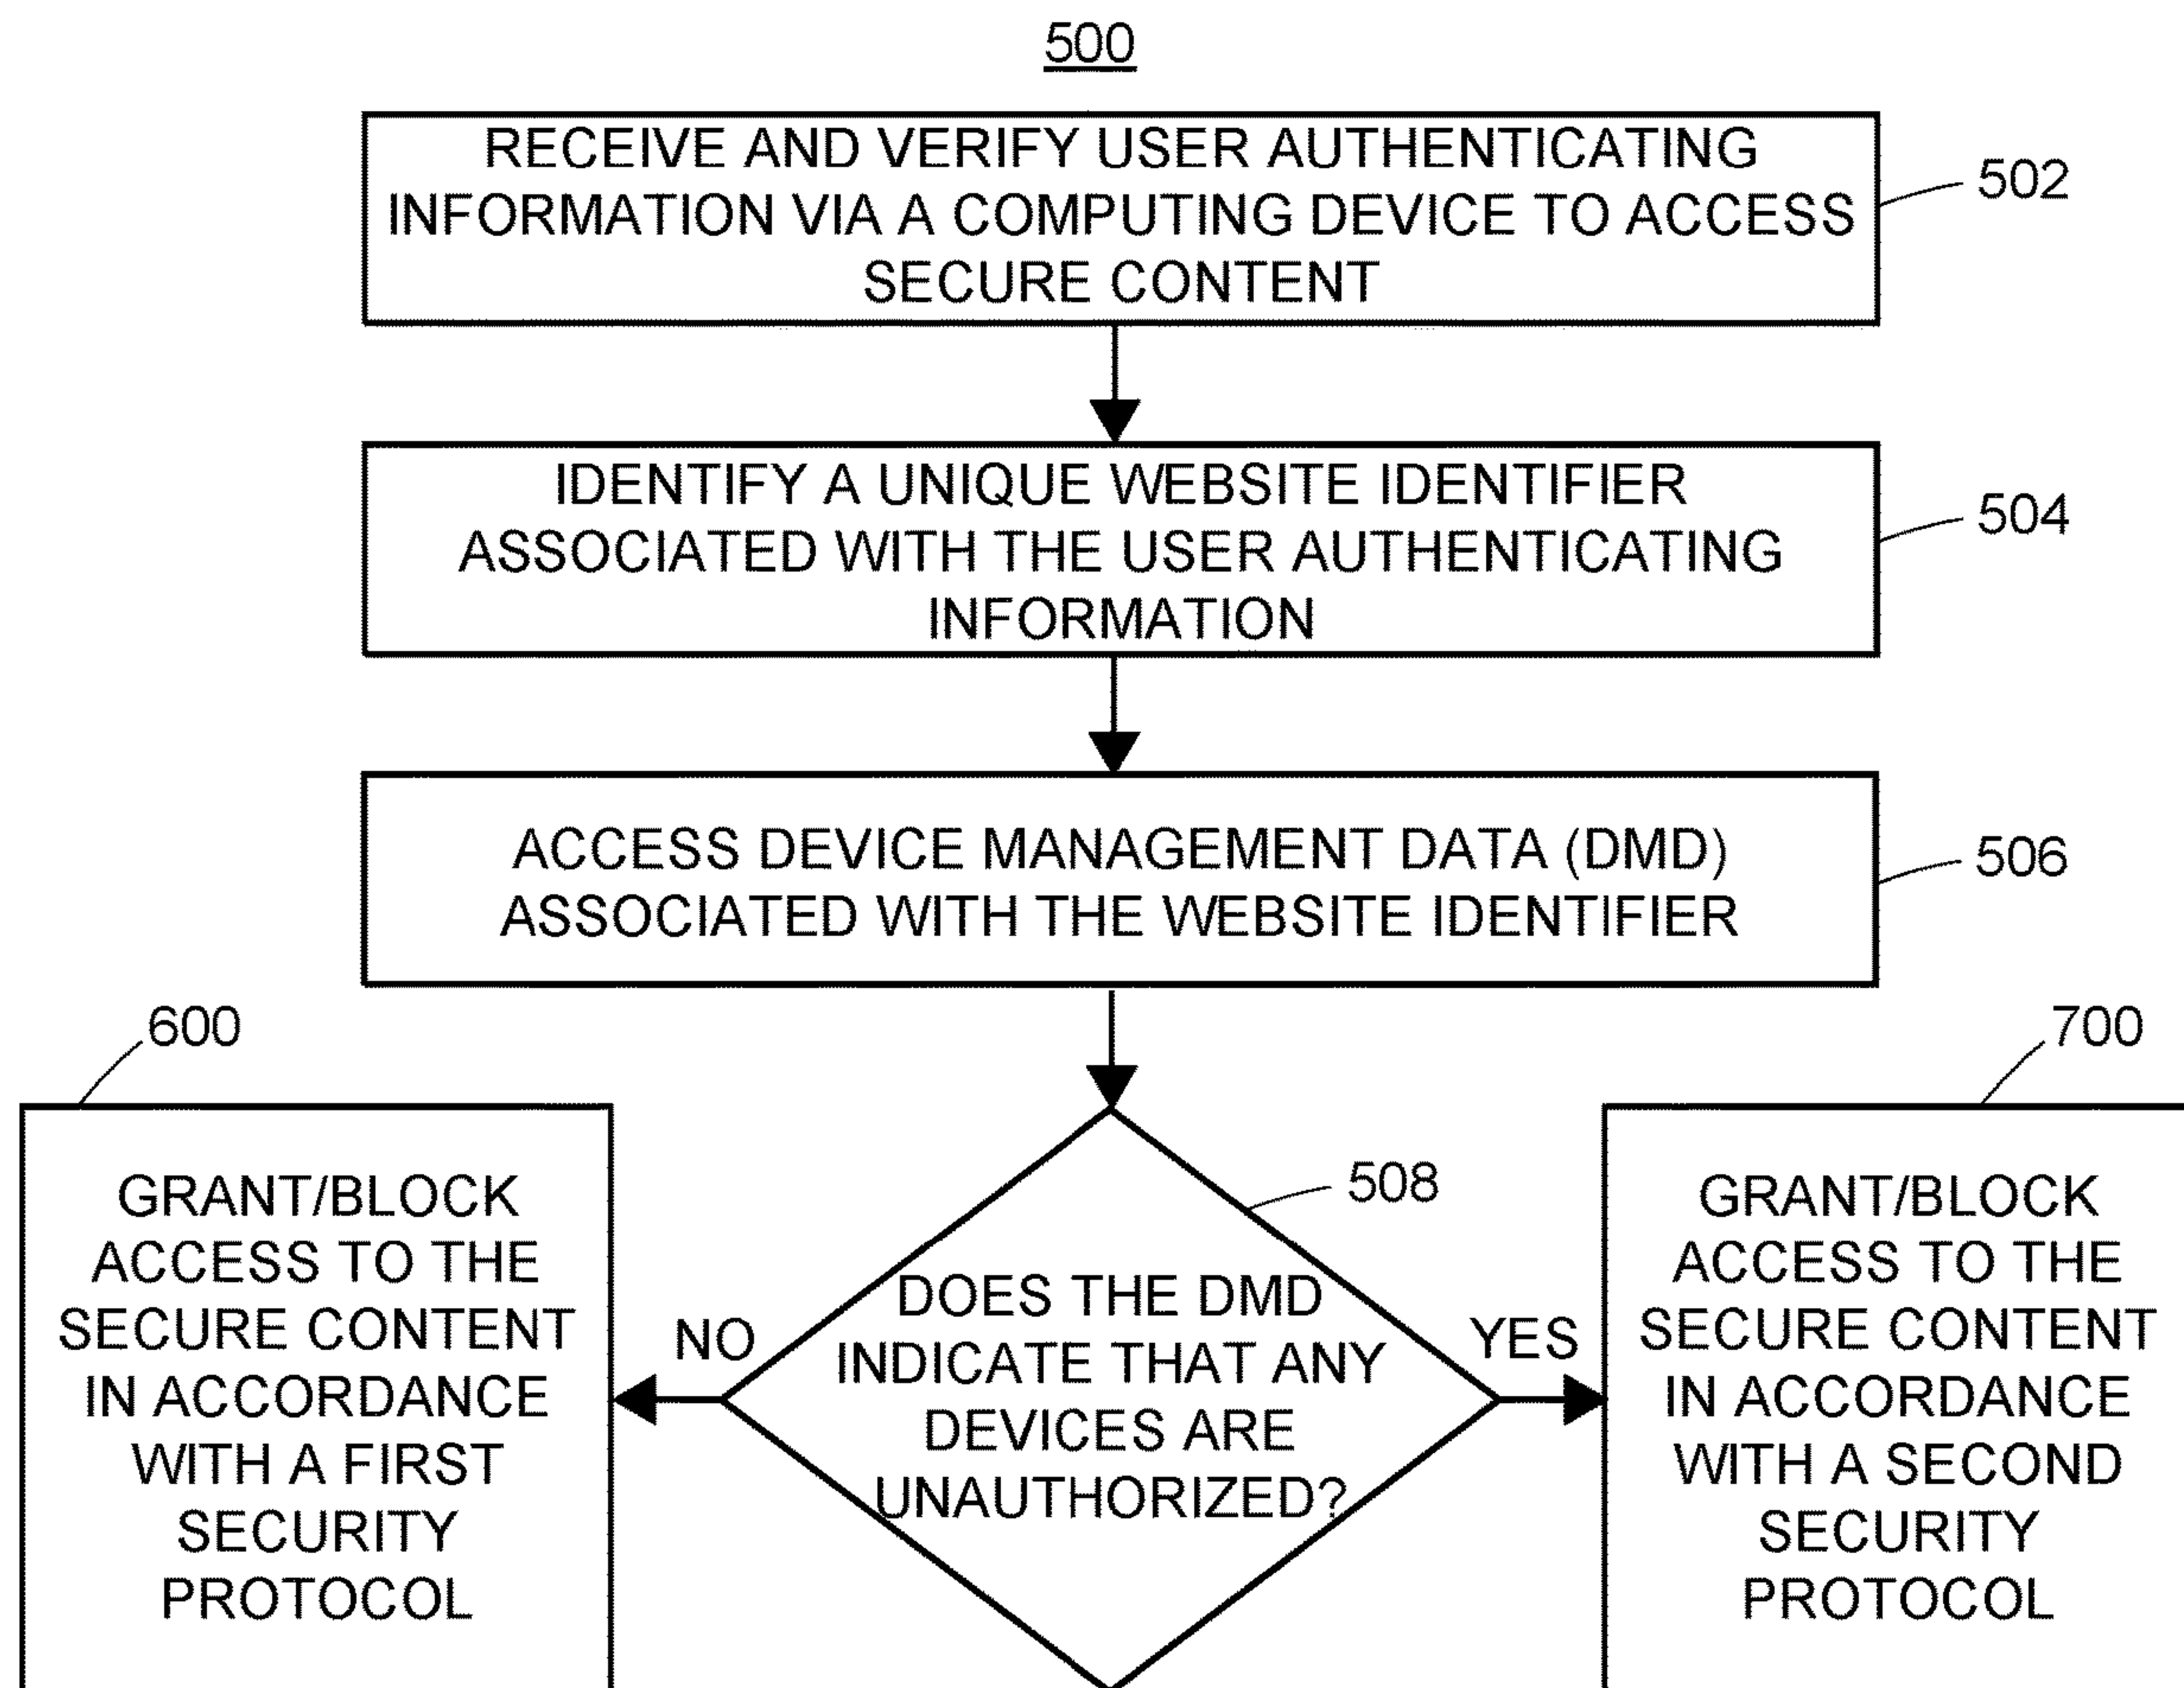 500
RECEIVE AND VERIFY USER AUTHENTICATING
INFORMATION VIA A COMPUTING DEVICE TO ACCESS
SECURE CONTENT
502
IDENTIFY A UNIQUE WEBSITE IDENTIFIER
ASSOCIATED WITH THE USER AUTHENTICATING
INFORMATION
504
ACCESS DEVICE MANAGEMENT DATA (DMD)
ASSOCIATED WITH THE WEBSITE IDENTIFIER
506
600
GRANT/BLOCK
ACCESS TO THE
SECURE CONTENT
IN ACCORDANCE
WITH A FIRST
SECURITY
PROTOCOL
NO
508
DOES THE DMD
INDICATE THAT ANY
DEVICES ARE
UNAUTHORIZED?
YES
700
GRANT/BLOCK
ACCESS TO THE
SECURE CONTENT
IN ACCORDANCE
WITH A SECOND
SECURITY
PROTOCOL